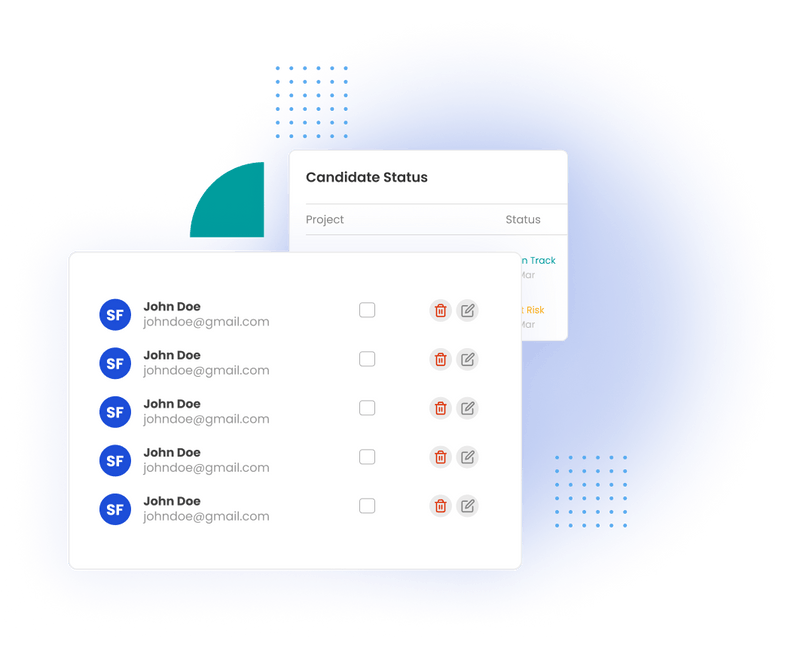 Candidate Status
Project Status
n Track
Mar
Risk
Mar
SF John Doe
johndoe@gmail.com
SF John Doe
johndoe@gmail.com
SF John Doe
johndoe@gmail.com
SF John Doe
johndoe@gmail.com
SF John Doe
johndoe@gmail.com